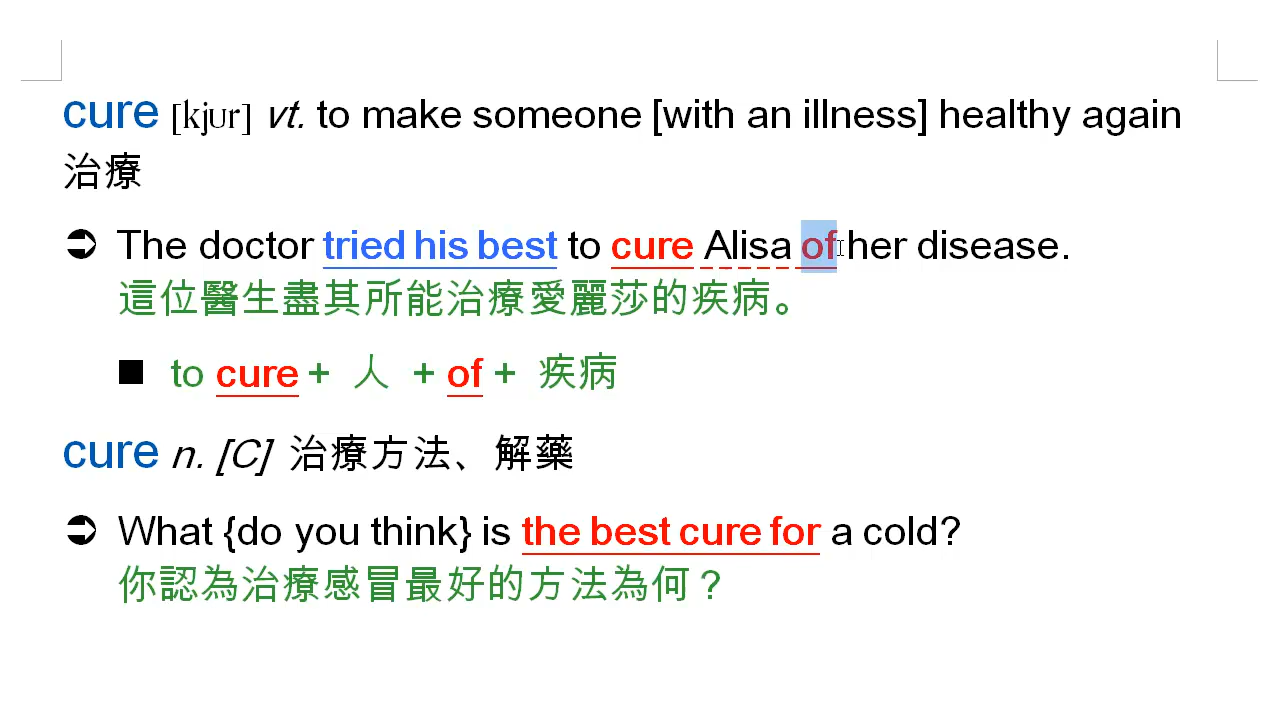 cure [kjʊr] vt. to make someone [with an illness] healthy again
治療
➲ The doctor tried his best to cure Alisa of her disease.
這位醫生盡其所能治療愛麗莎的疾病。
■ to cure + 人 + of + 疾病
cure n. [C] 治療方法、解藥
➲ What {do you think} is the best cure for a cold?
你認為治療感冒最好的方法為何？